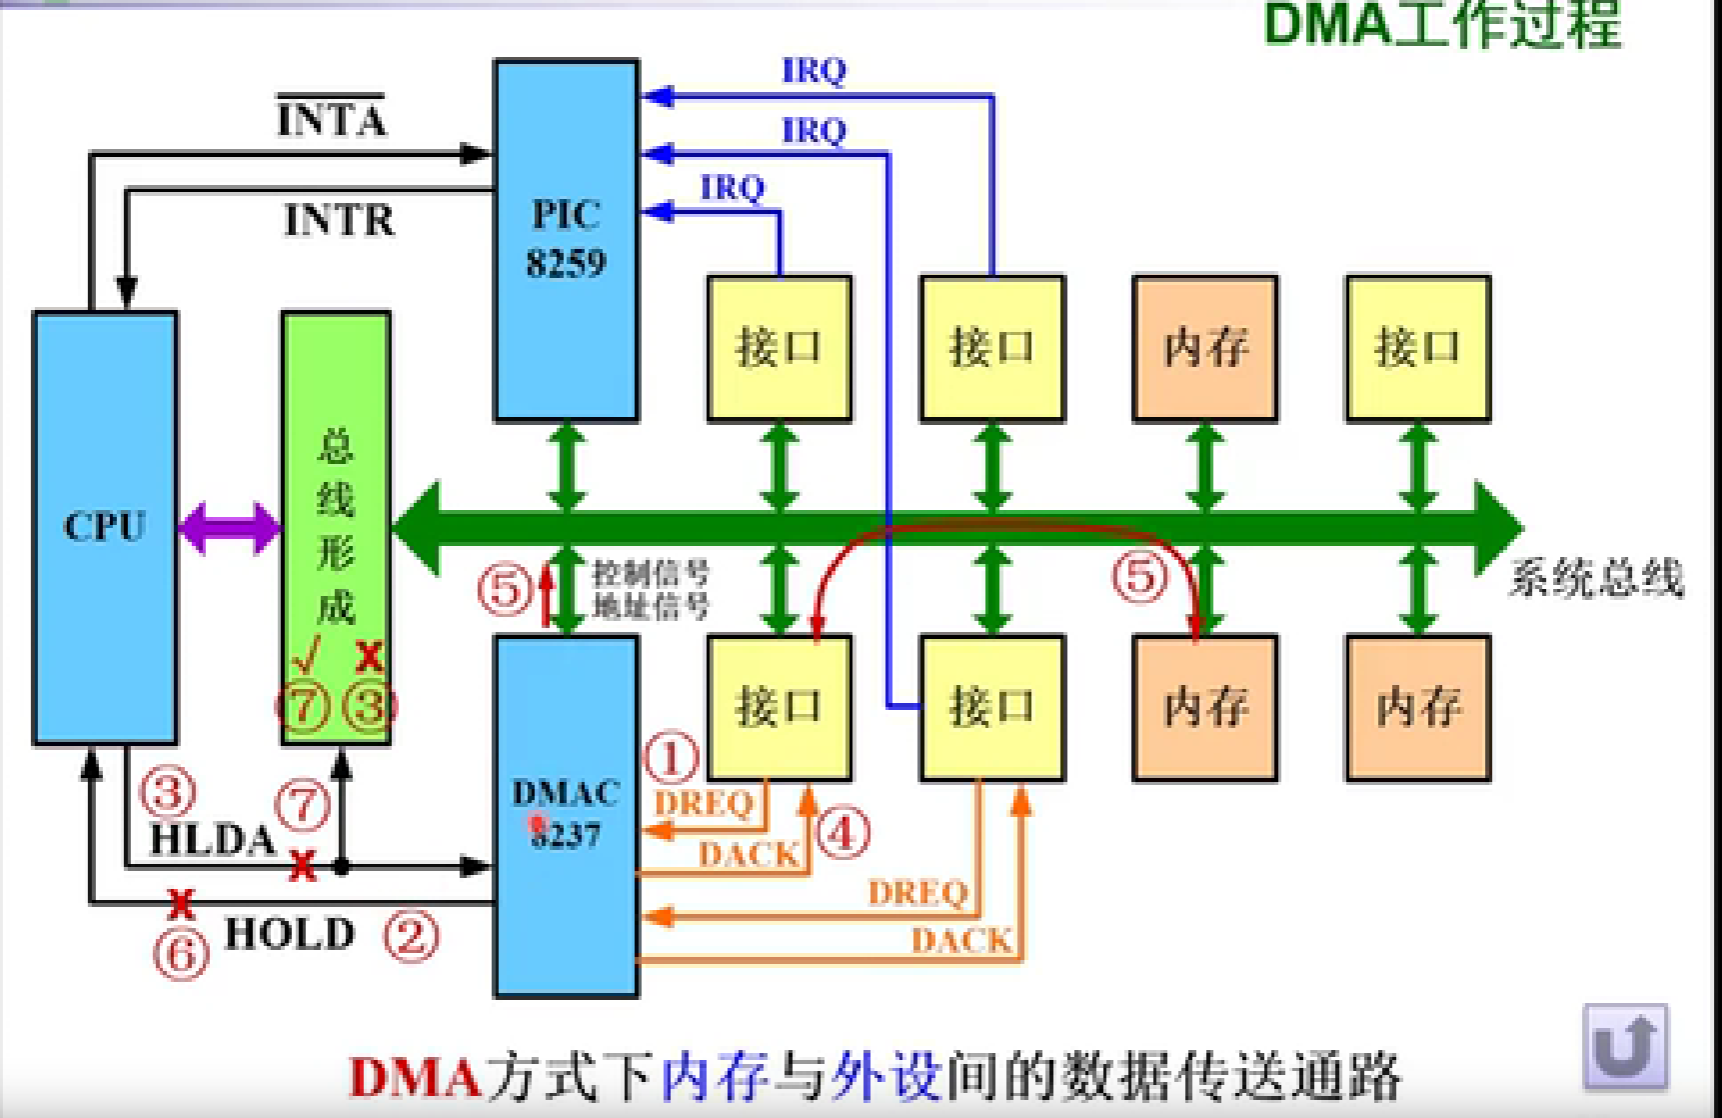 DMA工作过程
IRQ
INTA
IRQ
IRQ
INTR
PIC
8259
接口
接口
内存
接口
CPU
总
线
形
成
√ X
⑦ ③
⑤
控制信号
地址信号
⑤
系统总线
接口
接口
内存
内存
①
③
⑦
DMAC
8237
DREQ
④
HLDA
X
DACK
X
DREQ
HOLD
②
DACK
⑥
DMA方式下内存与外设间的数据传送通路